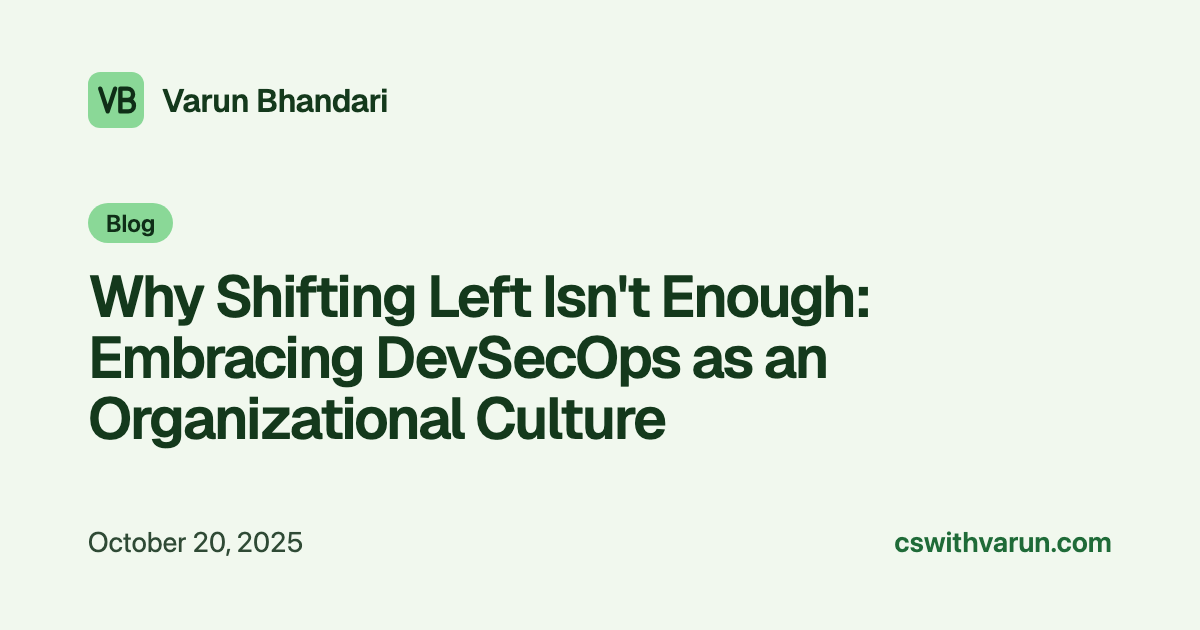 VB
Varun Bhandari
Blog
Why Shifting Left Isn't Enough:
Embracing DevSecOps as an
Organizational Culture
October 20, 2025
cswithvarun.com